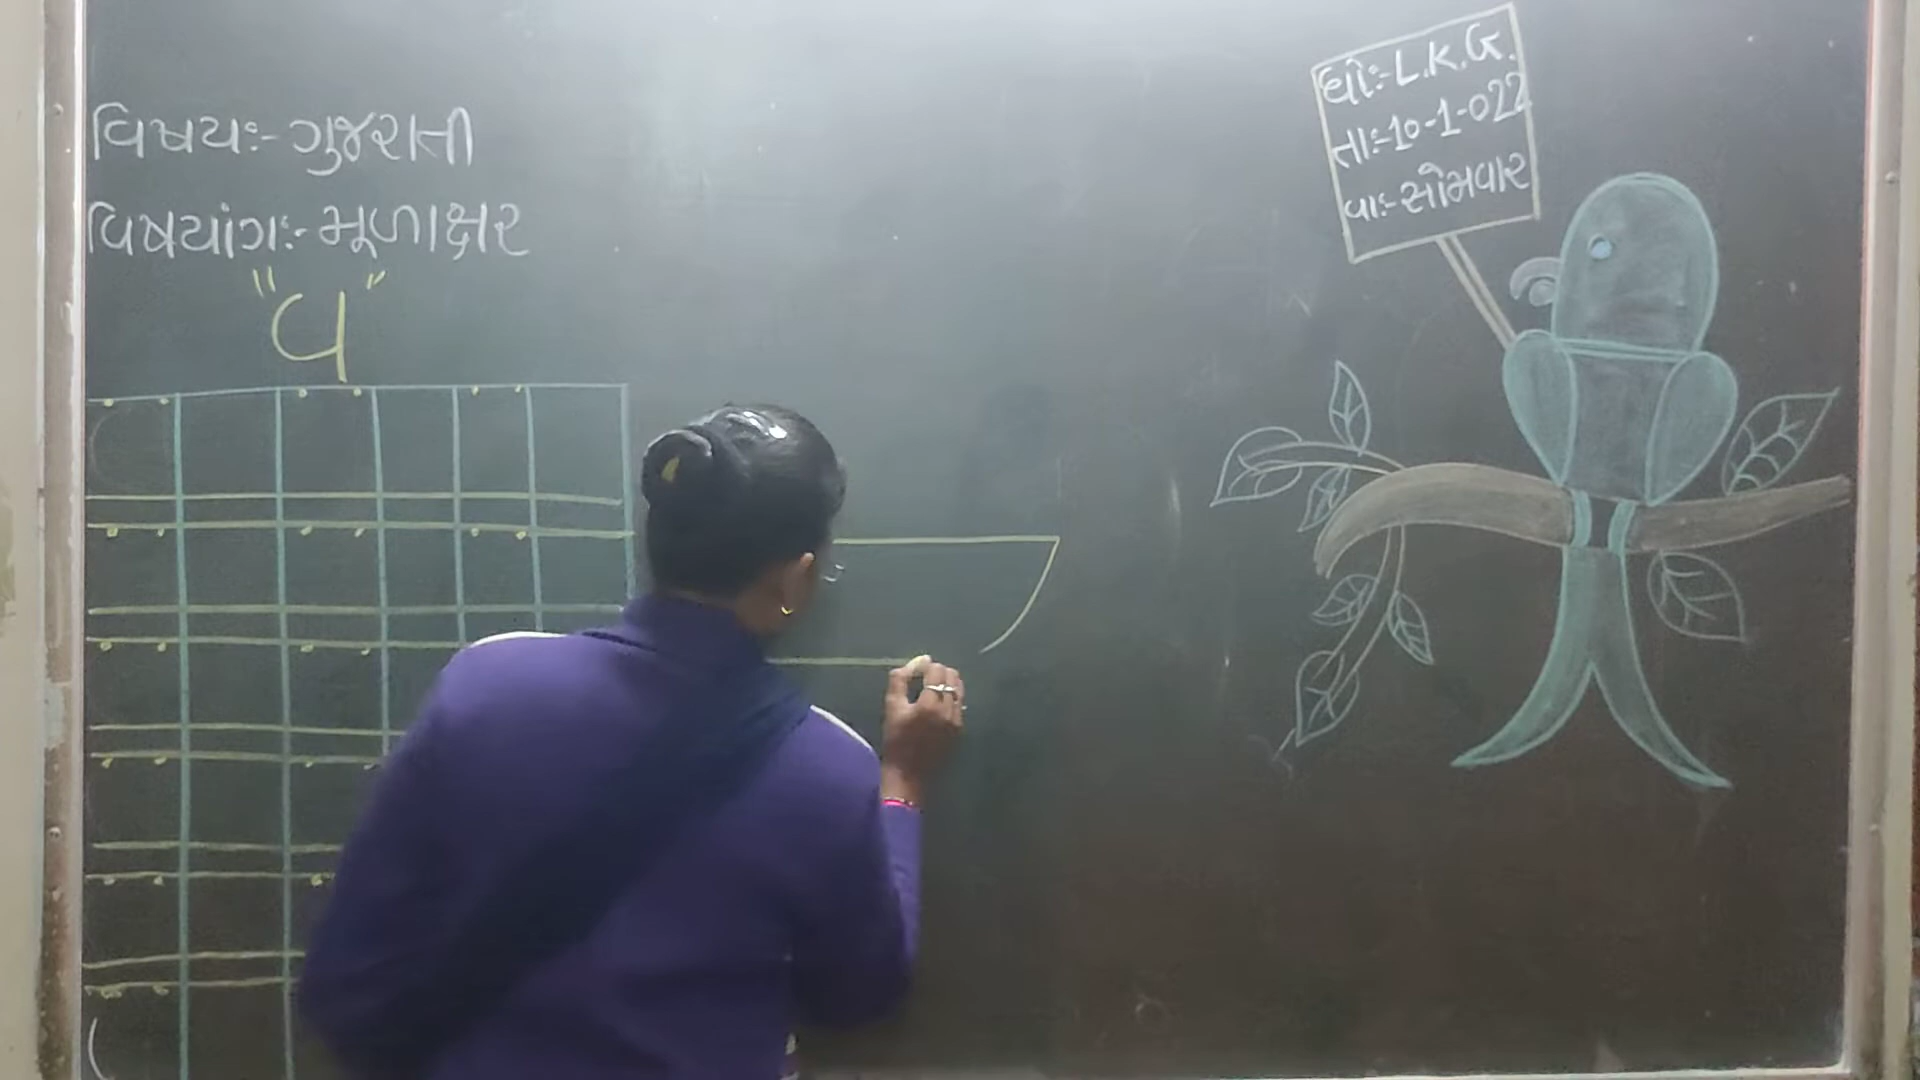 વિષયઃ-ગુજરાતી
વિષયાંગઃ-મૂળાક્ષર
"વ"
ધોઃ-L.K.G.
તાઃ-10-1-022
વાઃ-સોમવાર